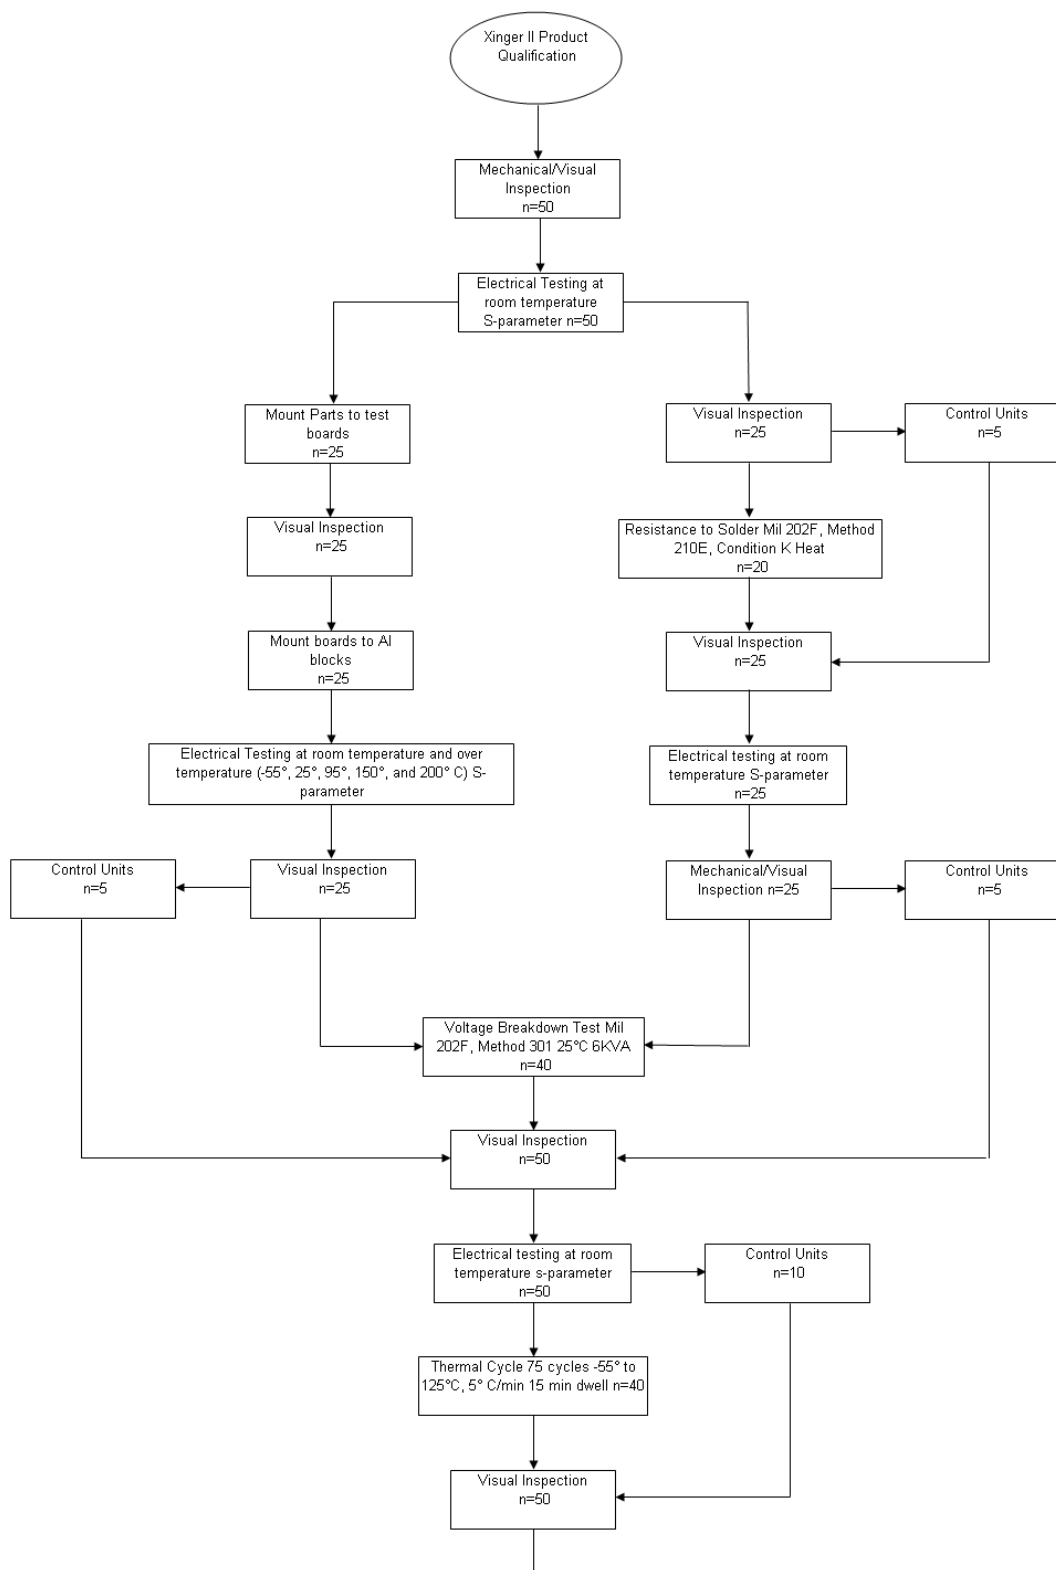 Xinger II Product
Qualification
Mechanical/Visual
Inspection
n=50
Electrical Testing at
room temperature
S-parameter n=50
Mount Parts to test
boards
n=25
Visual Inspection
n=25
Control Units
n=5
Visual Inspection
n=25
Resistance to Solder Mil 202F, Method
210E, Condition K Heat
n=20
Mount boards to Al
blocks
n=25
Visual Inspection
n=25
Electrical Testing at room temperature and over
temperature (-55°, 25°, 95°, 150°, and 200° C) S-
parameter
Electrical testing at room
temperature S-parameter
n=25
Control Units
n=5
Visual Inspection
n=25
Mechanical/Visual
Inspection n=25
Control Units
n=5
Voltage Breakdown Test Mil
202F, Method 301 25°C 6KVA
n=40
Visual Inspection
n=50
Electrical testing at room
temperature s-parameter
n=50
Control Units
n=10
Thermal Cycle 75 cycles -55° to
125°C, 5° C/min 15 min dwell n=40
Visual Inspection
n=50